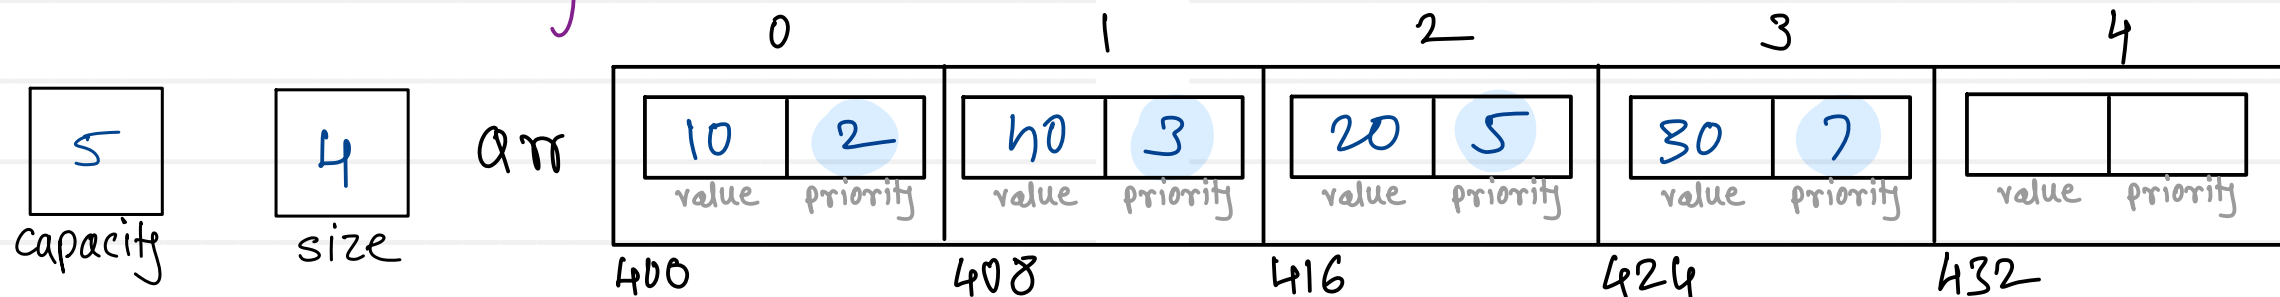 0 1 2 3 4
5 4 arr 10 2 40 3 20 5 30 7
value priority value priority value priority value priority value priority
capacity size
400 408 416 424 432